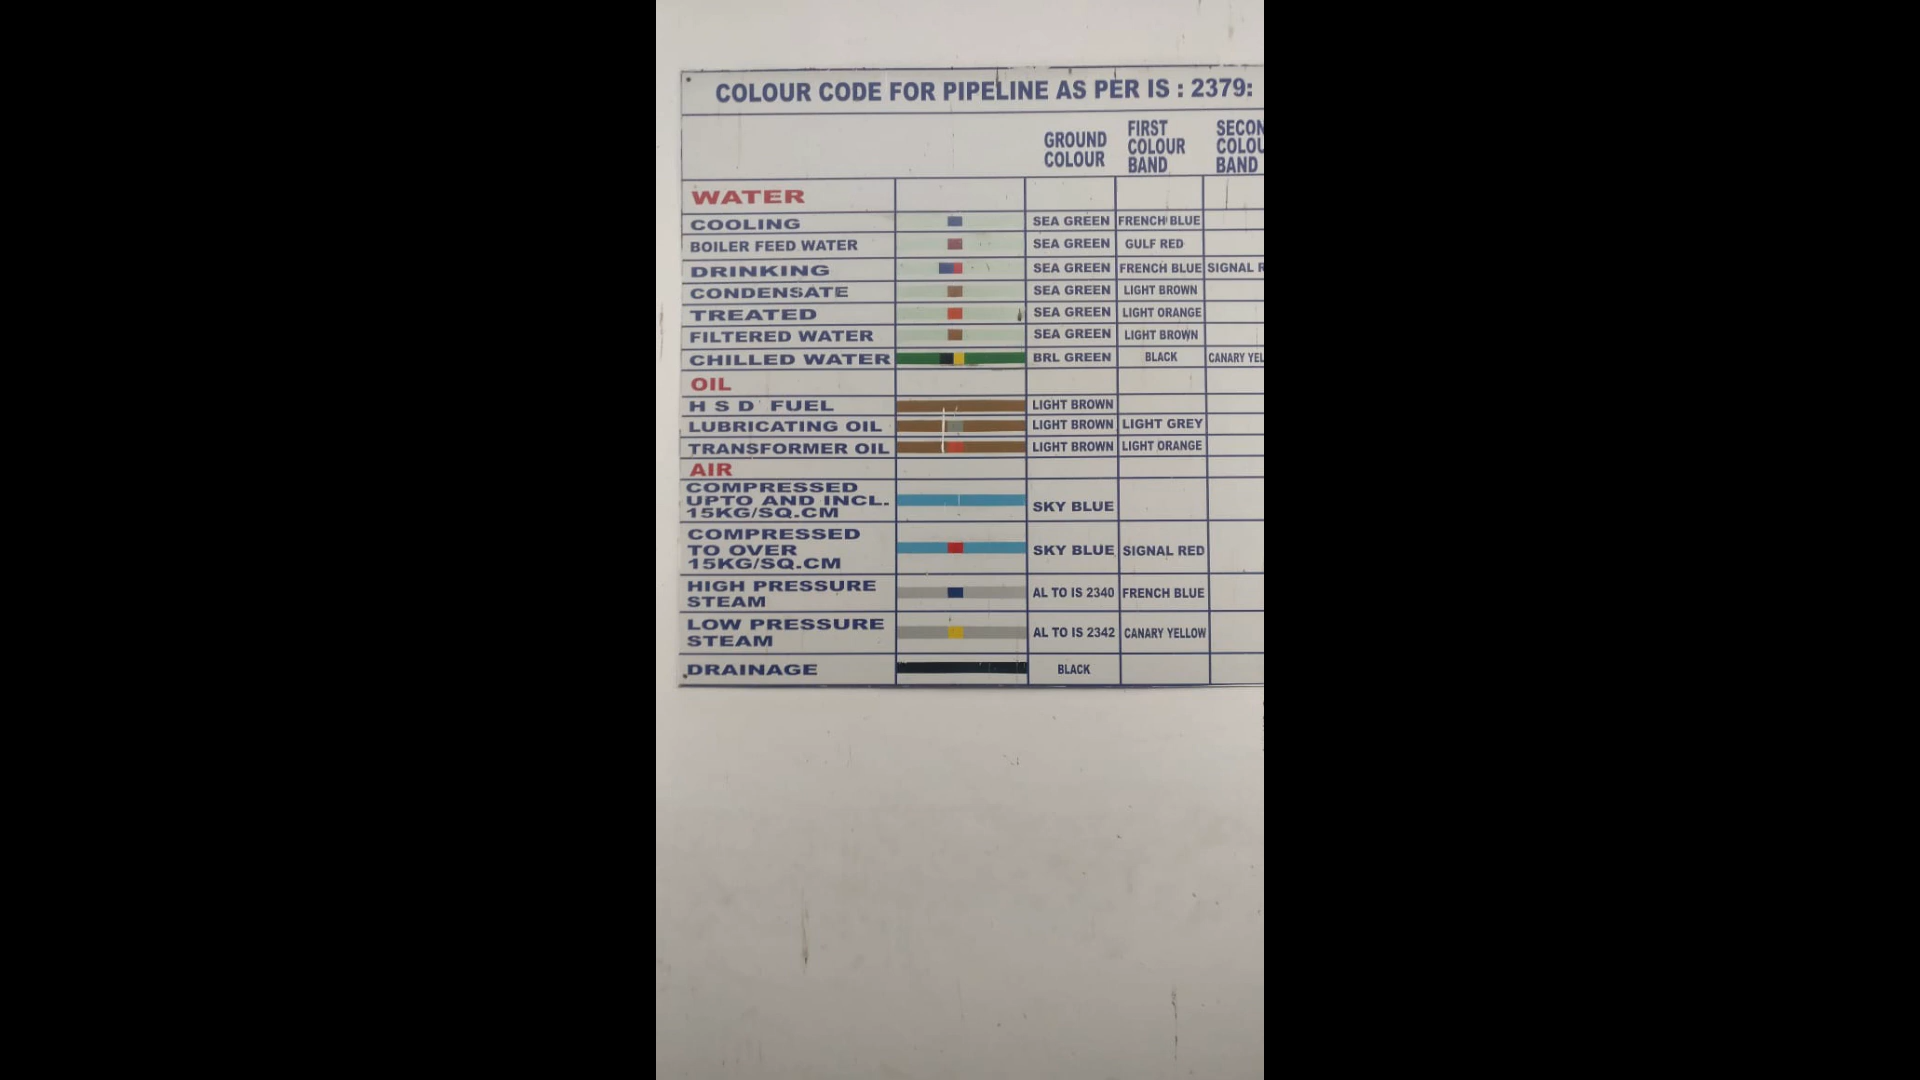 COLOUR CODE FOR PIPELINE AS PER IS : 2379:
GROUND COLOUR FIRST COLOUR BAND BAND
WATER
COOLING SEA GREEN FRENCH BLUE
BOILER FEED WATER SEA GREEN GULF RED
DRINKING SEA GREEN FRENCH BLUE SIGNAL
CONDENSATE SEA GREEN LIGHT BROWN
TREATED SEA GREEN LIGHT ORANGE
FILTERED WATER SEA GREEN LIGHT BROWN
CHILLED WATER BRL GREEN BLACK CANARY
OIL
H S D FUEL LIGHT BROWN
LUBRICATING OIL LIGHT BROWN LIGHT GREY
TRANSFORMER OIL LIGHT BROWN LIGHT ORANGE
AIR
COMPRESSED
UPTO AND INCL.
15KG/SQ.CM SKY BLUE
COMPRESSED
TO OVER SKY BLUE SIGNAL RED
15KG/SQ.CM
HIGH PRESSURE
STEAM AL TO IS 2340 FRENCH BLUE
LOW PRESSURE
STEAM AL TO IS 2342 CANARY YELLOW
DRAINAGE BLACK